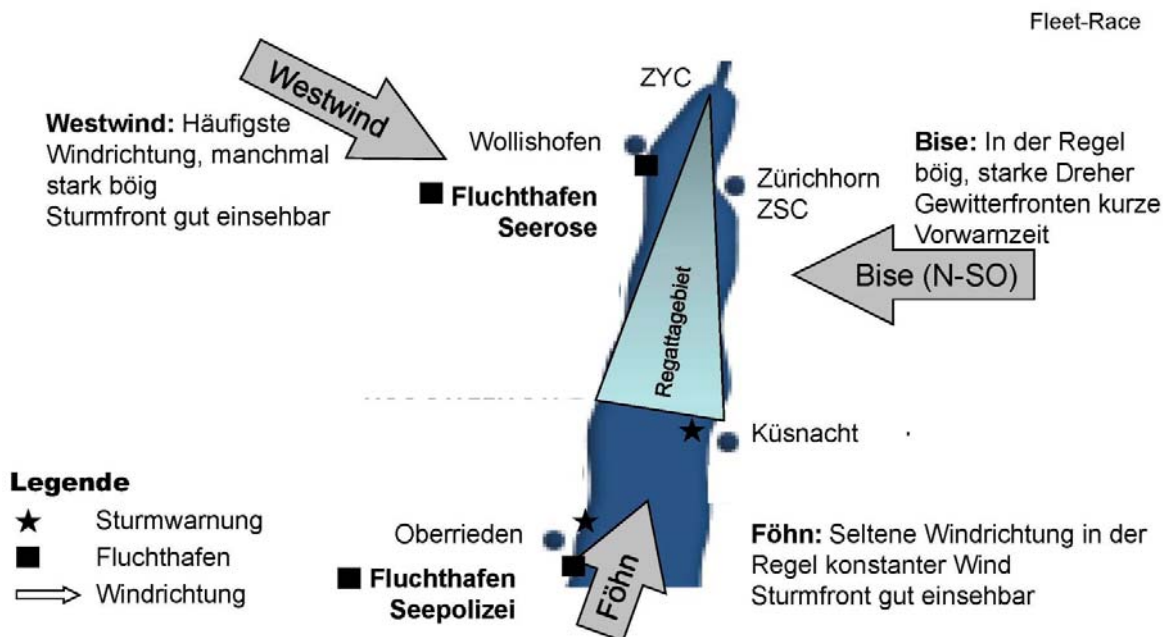 Fleet-Race
ZYC
Westwind
Westwind: Häufigste
Windrichtung, manchmal
stark böig
Sturmfront gut einsehbar
Wollishofen
Fluchthafen
Seerose
Zürichhorn
ZSC
Bise: In der Regel
böig, starke Dreher
Gewitterfronten kurze
Vorwarnzeit
Bise (N-SO)
Regattagebiet
Küsnacht
Legende
Sturmwarnung
Fluchthafen
Windrichtung
Oberrieden
Fluchthafen
Seepolizei
Föhn
Föhn: Seltene Windrichtung in der
Regel konstanter Wind
Sturmfront gut einsehbar